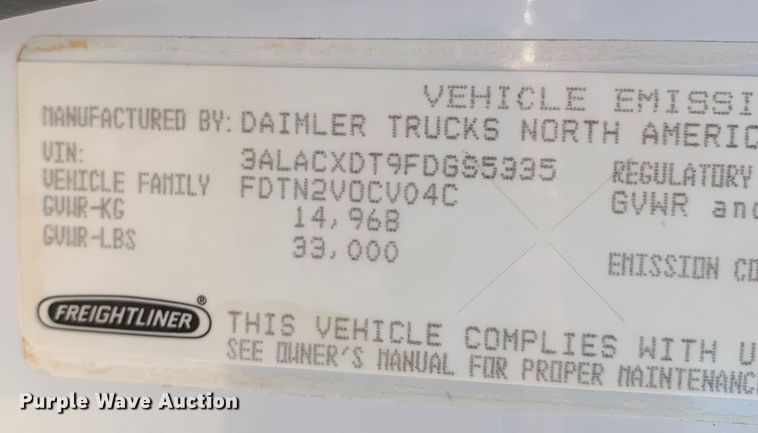 VEHICLE EMISSI
MANUFACTURED BY: DAIMLER TRUCKS NORTH AMERIC
VIN: 3ALACXDT9FDGS5335
REGULATORY
VEHICLE FAMILY FDTN2VOCV04C
GVWR and
GVWR-KG 14,968
GVWR-LBS 33,000
EMISSION CO
FREIGHTLINER®
THIS VEHICLE COMPLIES WITH U
SEE OWNER'S MANUAL FOR PROPER MAINTENANC
Purple Wave Auction